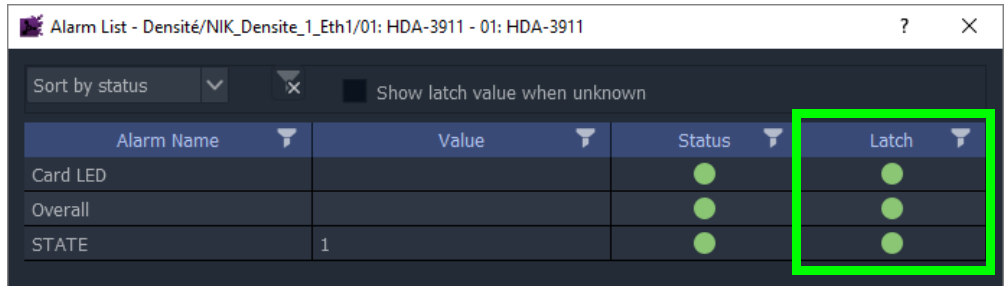 Alarm List - Densité/NIK_Densite_1_Eth1/01: HDA-3911 - 01: HDA-3911 ?
Sort by status Show latch value when unknown
Alarm Name Value Status Latch
Card LED
Overall
STATE 1